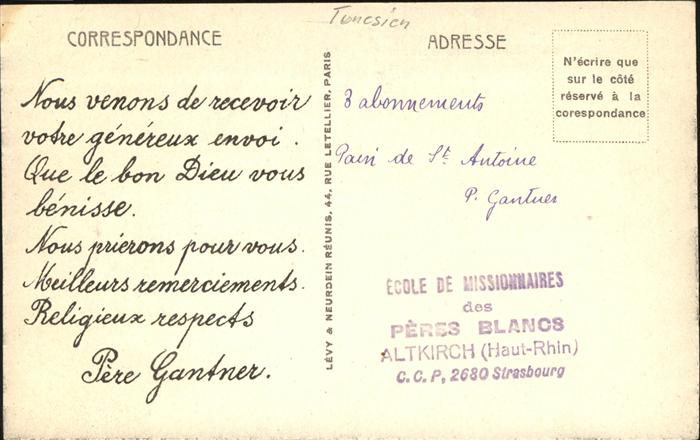 Tunesien
CORRESPONDANCE
Nous venons de recevoir
votre généreux envoi.
Que le bon Dieu vous
bénisse.
Nous prierons pour vous.
Meilleurs remerciements.
Religieux respects
Père Gantner.
LÉVY & NEURDEIN RÉUNIS, 44, RUE LETELLIER, PARIS
ADRESSE
N'écrire que
sur le côté
réservé à la
corespondance
3 abonnements
Pain de St. Antoine
P. Gantner
ÉCOLE DE MISSIONNAIRES
des
PÈRES BLANCS
ALTKIRCH (Haut-Rhin)
C.C.P, 2680 Strasbourg